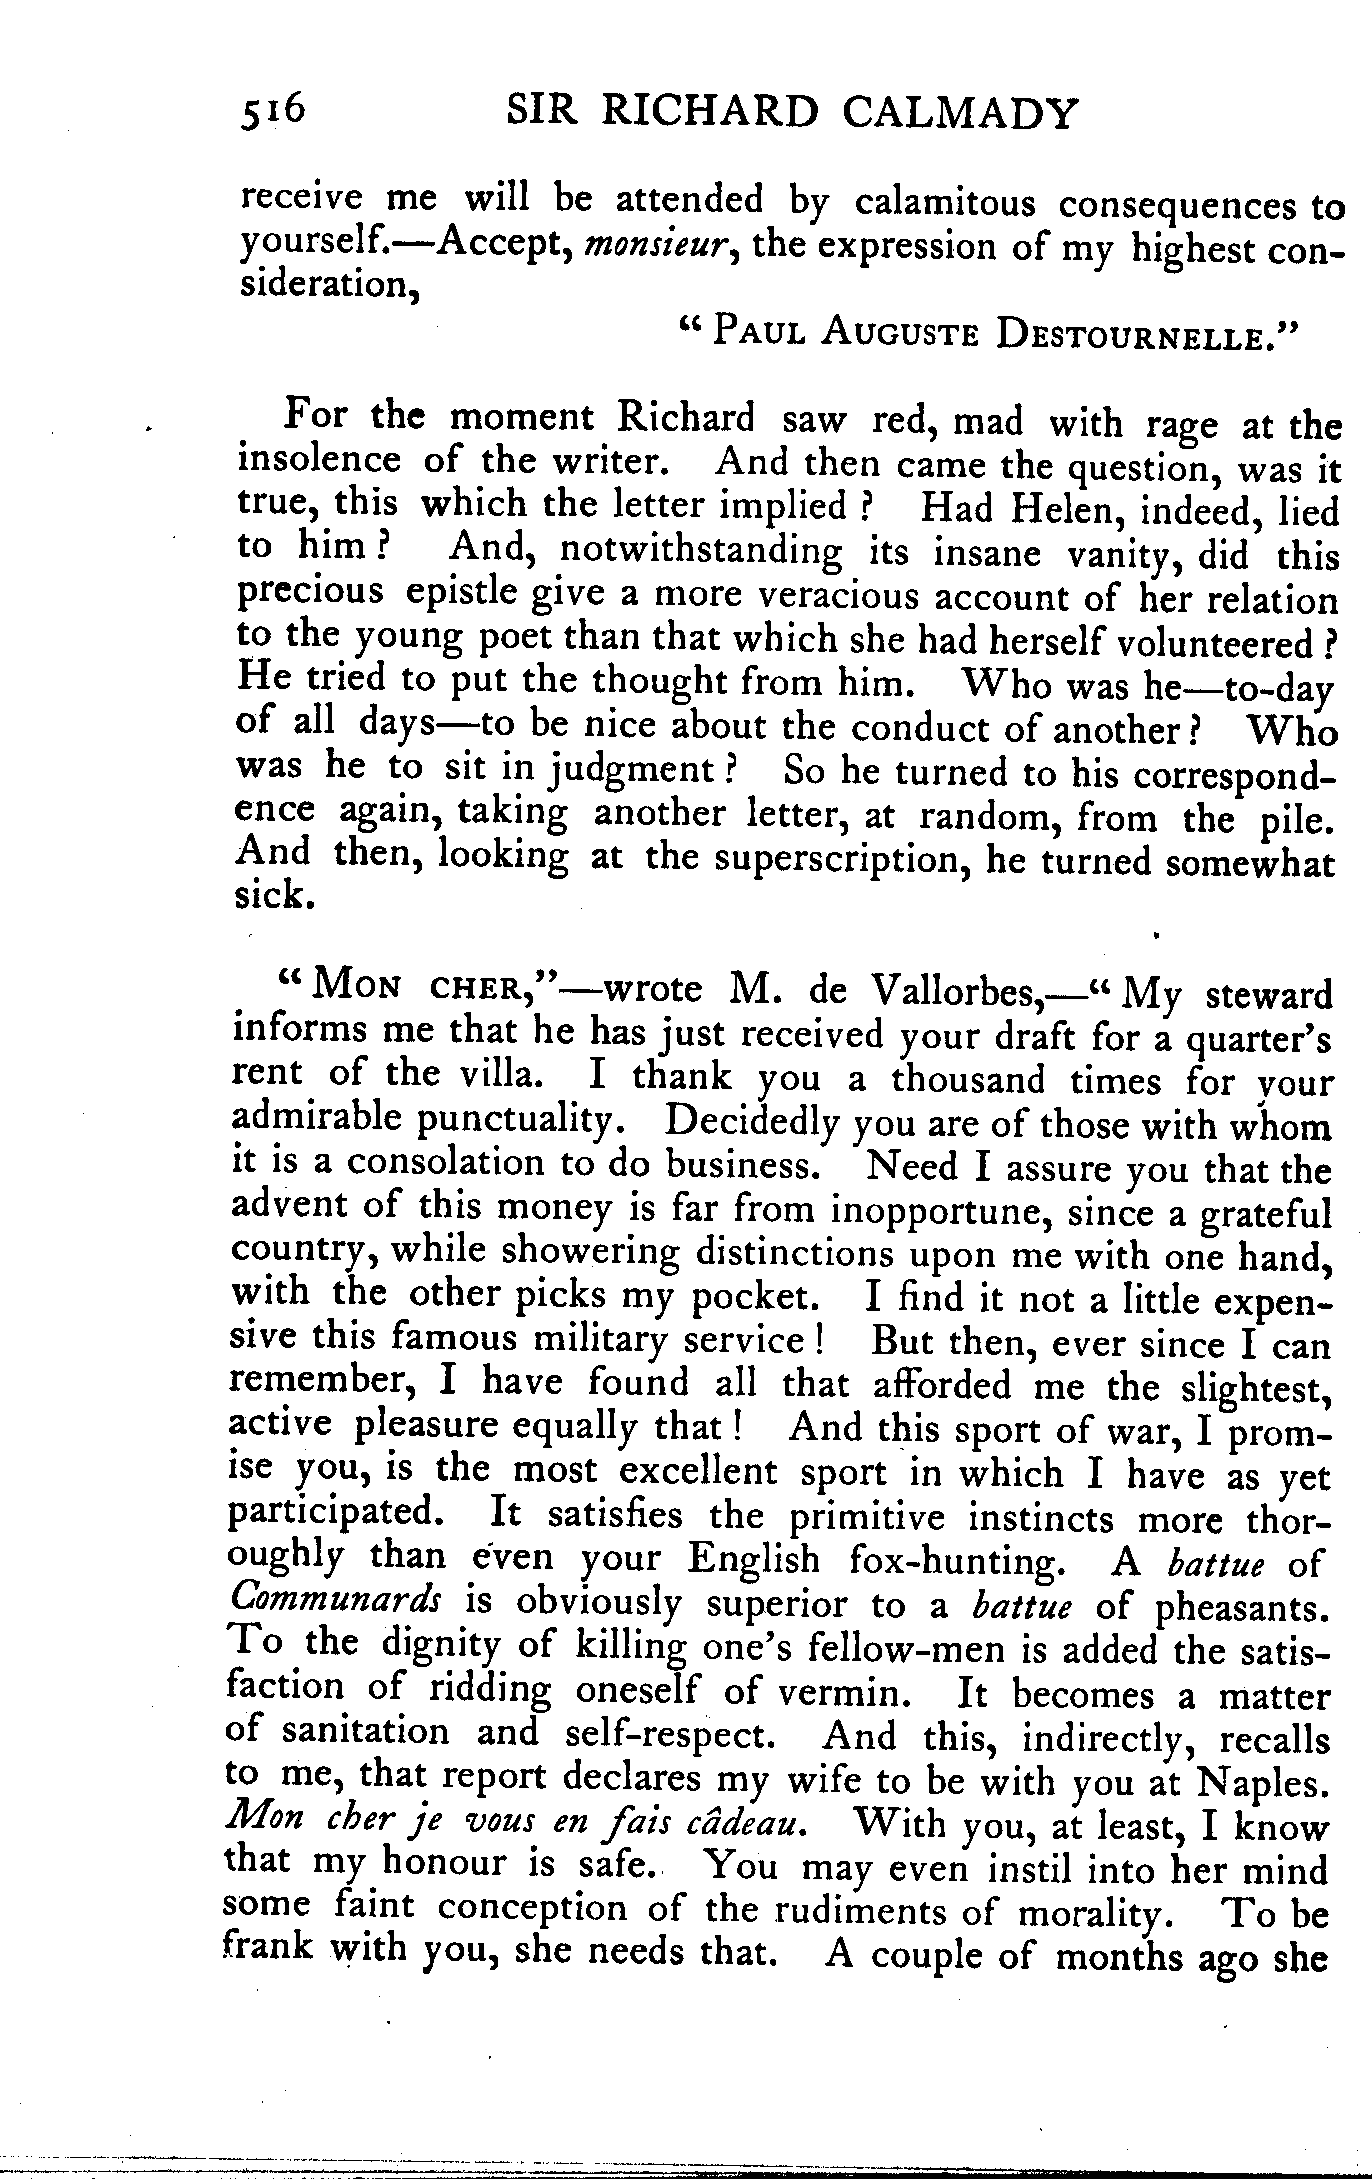 516 SIR RICHARD CALMADY
receive me will be attended by calamitous consequences to
yourself.—Accept, monsieur, the expression of my highest con-
sideration,
“ PAUL AUGUSTE DESTOURNELLE.”
For the moment Richard saw red, mad with rage at the
insolence of the writer. And then came the question, was it
true, this which the letter implied ? Had Helen, indeed, lied
to him ? And, notwithstanding its insane vanity, did this
precious epistle give a more veracious account of her relation
to the young poet than that which she had herself volunteered ?
He tried to put the thought from him. Who was he—to-day
of all days—to be nice about the conduct of another ? Who
was he to sit in judgment ? So he turned to his correspond-
ence again, taking another letter, at random, from the pile.
And then, looking at the superscription, he turned somewhat
sick.
“ MON CHER,”—wrote M. de Vallorbes,—“ My steward
informs me that he has just received your draft for a quarter’s
rent of the villa. I thank you a thousand times for your
admirable punctuality. Decidedly you are of those with whom
it is a consolation to do business. Need I assure you that the
advent of this money is far from inopportune, since a grateful
country, while showering distinctions upon me with one hand,
with the other picks my pocket. I find it not a little expen-
sive this famous military service ! But then, ever since I can
remember, I have found all that afforded me the slightest,
active pleasure equally that ! And this sport of war, I prom-
ise you, is the most excellent sport in which I have as yet
participated. It satisfies the primitive instincts more thor-
oughly than even your English fox-hunting. A battue of
Communards is obviously superior to a battue of pheasants.
To the dignity of killing one’s fellow-men is added the satis-
faction of ridding oneself of vermin. It becomes a matter
of sanitation and self-respect. And this, indirectly, recalls
to me, that report declares my wife to be with you at Naples.
Mon cher je vous en fais câdeau. With you, at least, I know
that my honour is safe. You may even instil into her mind
some faint conception of the rudiments of morality. To be
frank with you, she needs that. A couple of months ago she